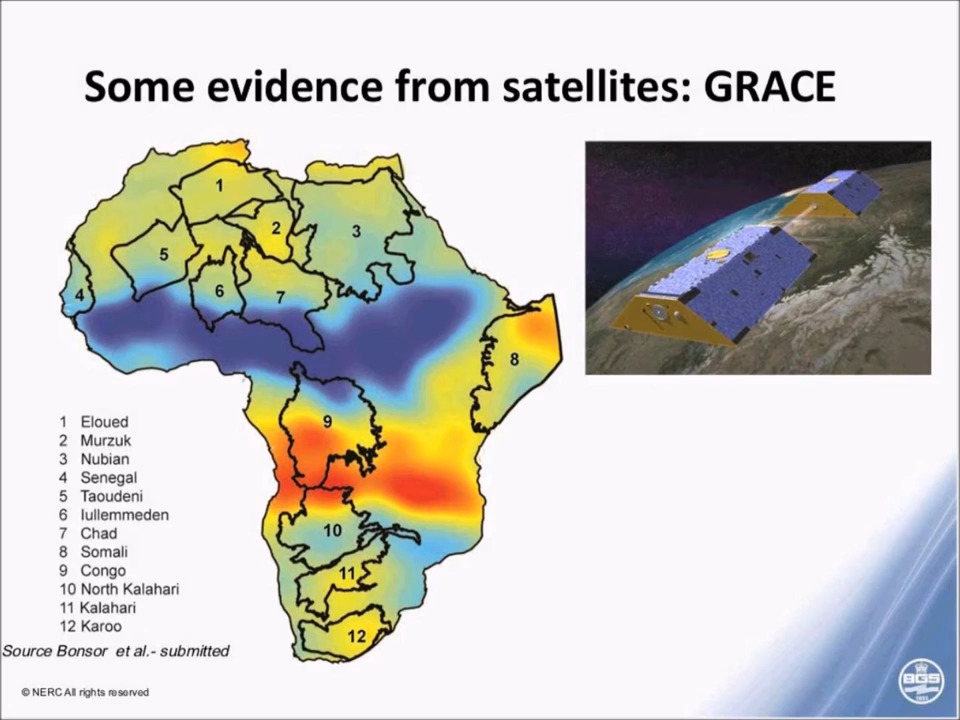 Some evidence from satellites: GRACE
1
2
3
4
5
6
7
8
9
10
11
12
1 Eloued
2 Murzuk
3 Nubian
4 Senegal
5 Taoudeni
6 Iullemmeden
7 Chad
8 Somali
9 Congo
10 North Kalahari
11 Kalahari
12 Karoo
Source Bonsor et al.- submitted
© NERC All rights reserved
BGS